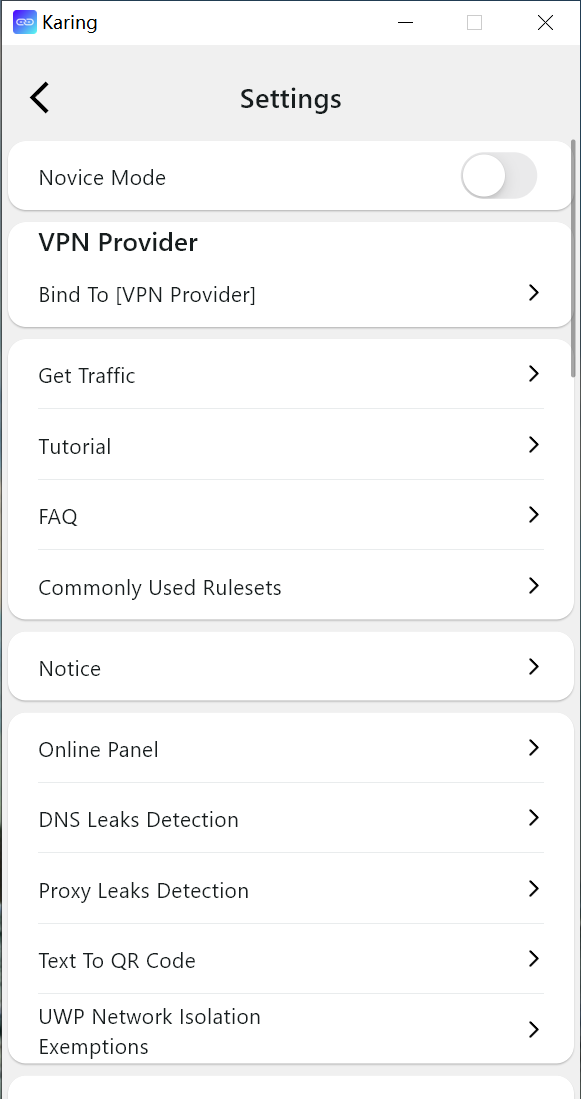 Karing
Settings
Novice Mode
VPN Provider
Bind To [VPN Provider]
Get Traffic
Tutorial
FAQ
Commonly Used Rulesets
Notice
Online Panel
DNS Leaks Detection
Proxy Leaks Detection
Text To QR Code
UWP Network Isolation
Exemptions